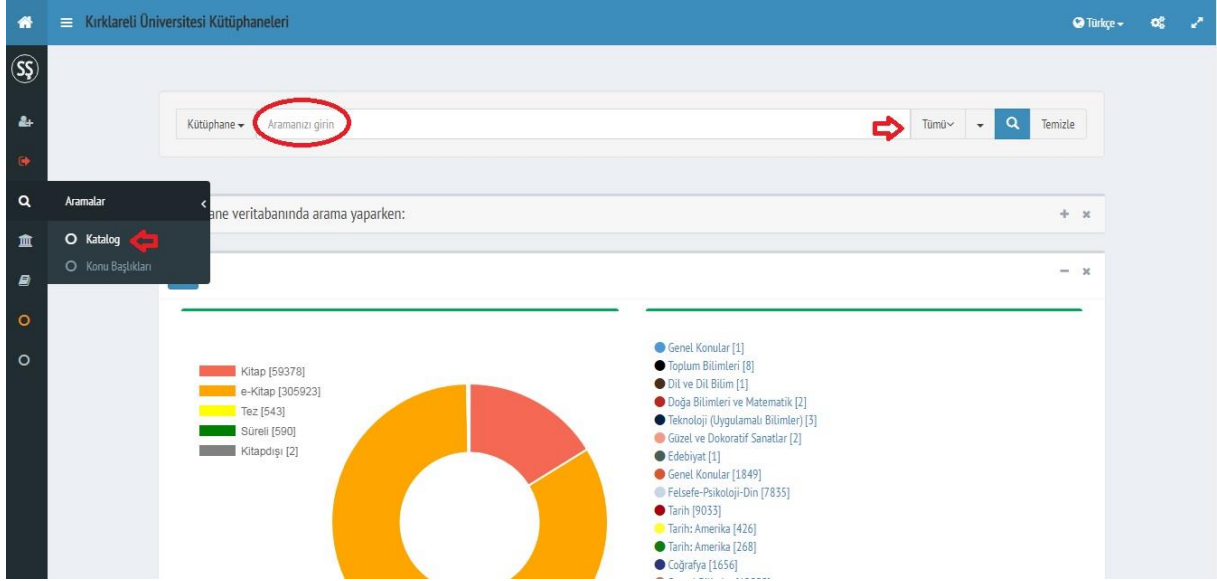 Kırklareli Üniversitesi Kütüphaneleri
Türkçe
SŞ
Kütüphane
Aramanızı girin
Tümü
Temizle
Aramalar
ane veritabanında arama yaparken:
Katalog
Konu Başlıkları
Kitap [59378]
e-Kitap [305923]
Tez [543]
Süreli [590]
Kitapdışı [2]
Genel Konular [1]
Toplum Bilimleri [8]
Dil ve Dil Bilim [1]
Doğa Bilimleri ve Matematik [2]
Teknoloji (Uygulamalı Bilimler) [3]
Güzel ve Dokoratif Sanatlar [2]
Edebiyat [1]
Genel Konular [1849]
Felsefe-Psikoloji-Din [7835]
Tarih [9033]
Tarih: Amerika [426]
Tarih: Amerika [268]
Coğrafya [1656]